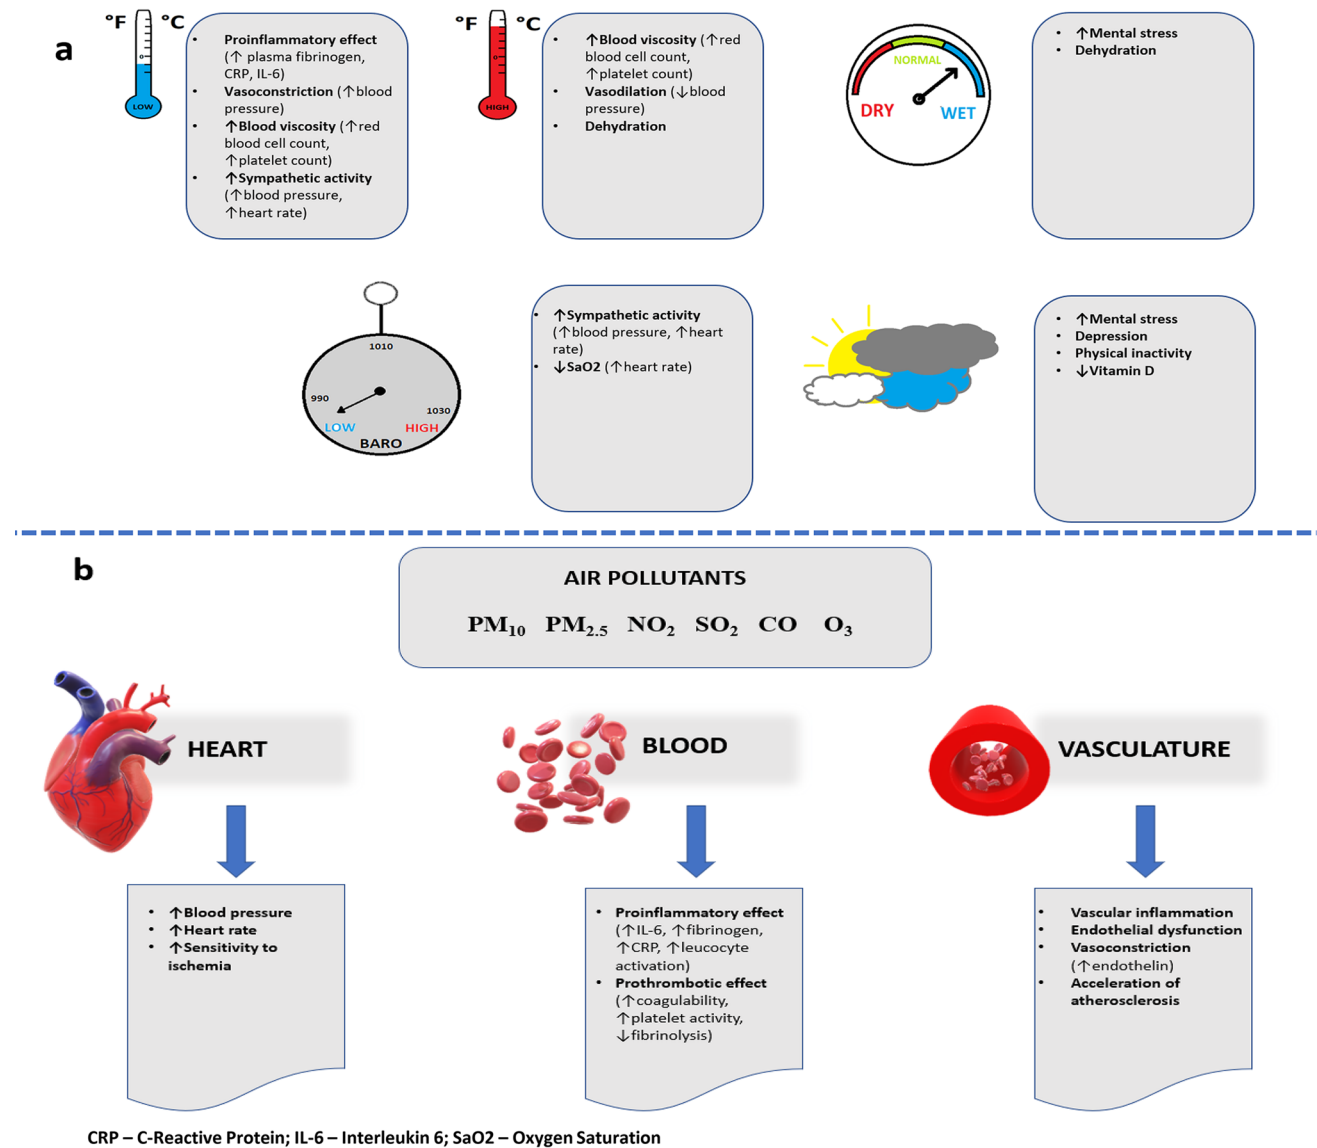 a
°F °C
LOW
• Proinflammatory effect
(↑ plasma fibrinogen,
CRP, IL-6)
• Vasoconstriction (↑blood
pressure)
• ↑Blood viscosity (↑red
blood cell count,
↑platelet count)
• ↑Sympathetic activity
(↑blood pressure,
↑heart rate)
°F °C
HIGH
• ↑Blood viscosity (↑red
blood cell count,
↑platelet count)
• Vasodilation (↓blood
pressure)
• Dehydration
NORMAL
DRY WET
• ↑Mental stress
• Dehydration
1010
990
1030
LOW HIGH
BARO
• ↑Sympathetic activity
(↑blood pressure, ↑heart
rate)
• ↓SaO2 (↑heart rate)
• ↑Mental stress
• Depression
• Physical inactivity
• ↓Vitamin D
b
AIR POLLUTANTS
PM10 PM2.5 NO2 SO2 CO O3
HEART
BLOOD
VASCULATURE
• ↑Blood pressure
• ↑Heart rate
• ↑Sensitivity to
ischemia
• Proinflammatory effect
(↑IL-6, ↑fibrinogen,
↑CRP, ↑leucocyte
activation)
• Prothrombotic effect
(↑coagulability,
↑platelet activity,
↓fibrinolysis)
• Vascular inflammation
• Endothelial dysfunction
• Vasoconstriction
(↑endothelin)
• Acceleration of
atherosclerosis
CRP – C-Reactive Protein; IL-6 – Interleukin 6; SaO2 – Oxygen Saturation